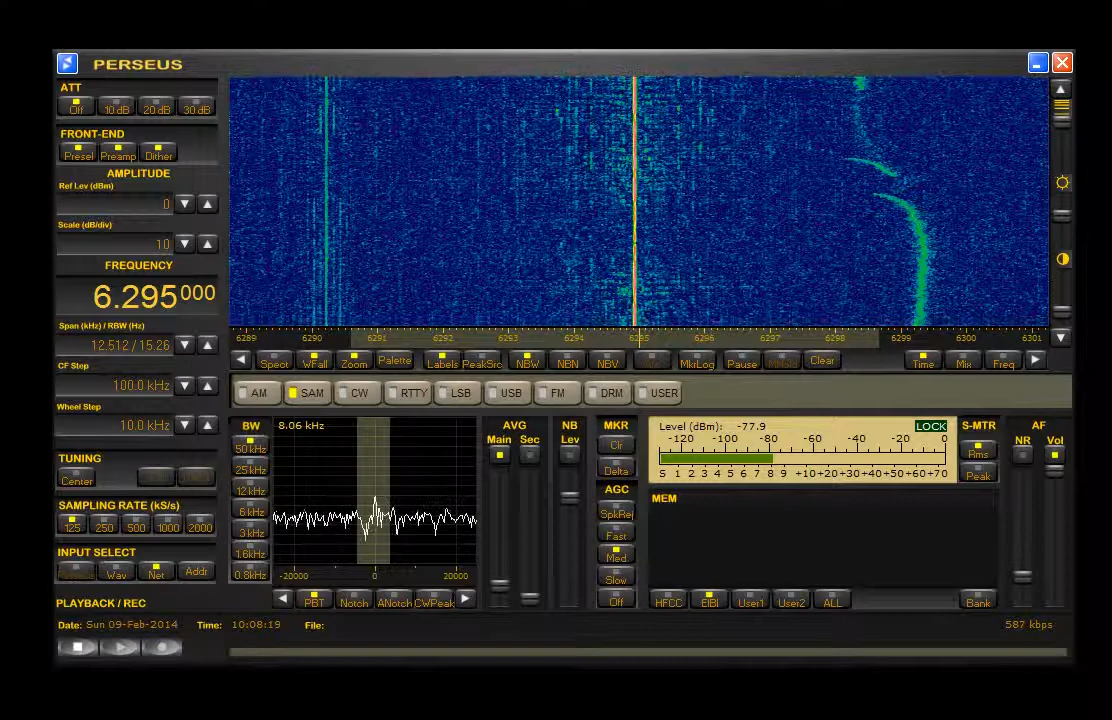 PERSEUS
ATT
Off 10 dB 20 dB 30 dB
FRONT-END
Presel Preamp Dither
AMPLITUDE
Ref Lev (dBm)
0
Scale (dB/div)
10
FREQUENCY
6.295000
Span (kHz) / RBW (Hz)
12.512 / 15.26
CF Step
100.0 kHz
Wheel Step
10.0 kHz
TUNING
Center
SAMPLING RATE (kS/s)
125 250 500 1000 2000
INPUT SELECT
Wav Net Addr
PLAYBACK / REC
6289 6290 6291 6292 6293 6294 6295 6296 6297 6298 6299 6300 6301
Spect WFall Zoom Palette Labels PeakSrc NBW NBN NBV MkrLog Pause Clear Time Mix Freq
AM SAM CW RTTY LSB USB FM DRM USER
BW
50 kHz
25 kHz
12 kHz
6 kHz
3 kHz
1.6kHz
0.8kHz
8.06 kHz
-20000 0 20000
PBT Notch ANotch CWPeak
AVG
Main Sec
NB
Lev
MKR
Clr
Delta
AGC
SpkRej
Fast
Med
Slow
Off
Level (dBm): -77.9 LOCK
-120 -100 -80 -60 -40 -20 0
S 1 2 3 4 5 6 7 8 9 +10+20+30+40+50+60+70
S-MTR
Rms
Peak
AF
NR Vol
MEM
HFCC EIBI User1 User2 ALL Bank
Date: Sun 09-Feb-2014 Time: 10:08:19 File: 587 kbps